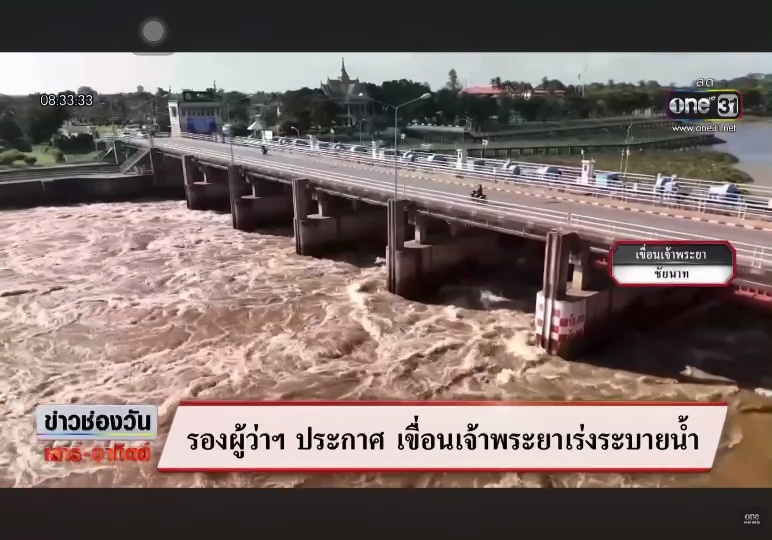 08:33:33
สด
one 31
www.one31.net
เขื่อนเจ้าพระยา
ชัยนาท
ข่าวช่องวัน
เสาร์-อาทิตย์
รองผู้ว่าฯ ประกาศ เขื่อนเจ้าพระยาเร่งระบายน้ำ
one